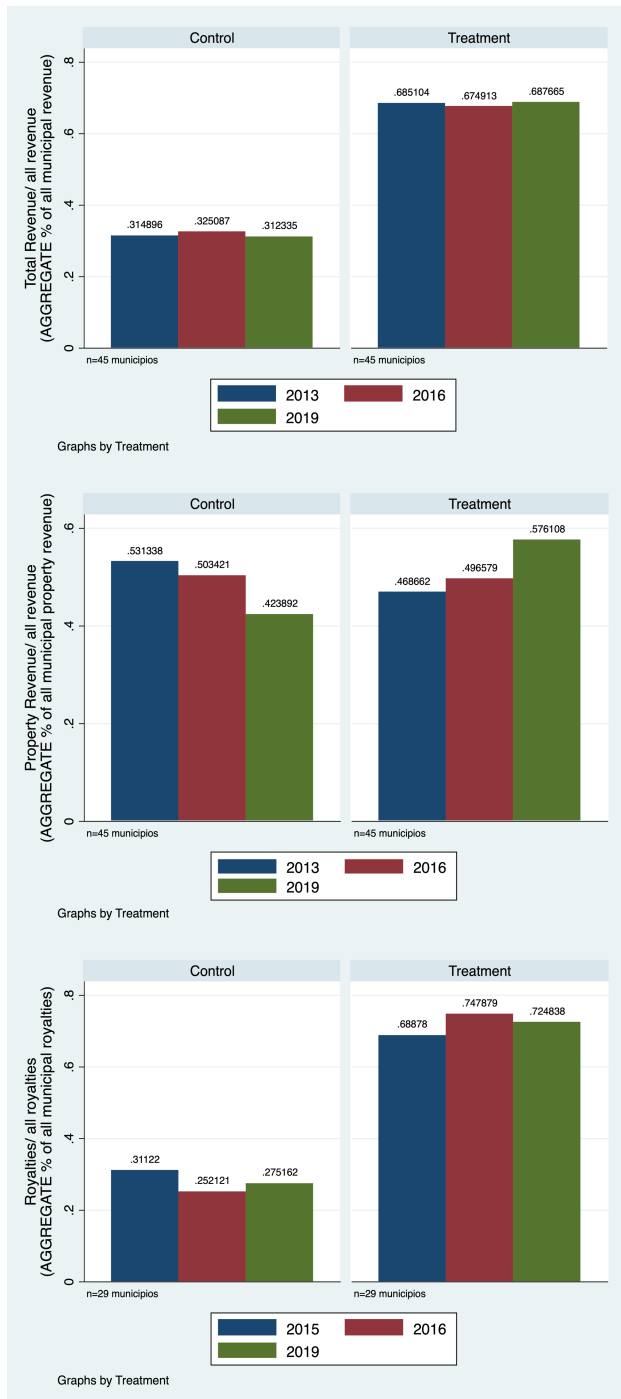 Control
Treatment
Total Revenue/ all revenue
(AGGREGATE % of all municipal revenue)
.8
.6
.4
.2
0
.314896
.325087
.312335
.685104
.674913
.687665
n=45 municipios
n=45 municipios
2013
2016
2019
Graphs by Treatment
Control
Treatment
Property Revenue/ all revenue
(AGGREGATE % of all municipal property revenue)
.6
.4
.2
0
.531338
.503421
.423892
.468662
.496579
.576108
n=45 municipios
n=45 municipios
2013
2016
2019
Graphs by Treatment
Control
Treatment
Royalties/ all royalties
(AGGREGATE % of all municipal royalties)
.8
.6
.4
.2
0
.31122
.252121
.275162
.68878
.747879
.724838
n=29 municipios
n=29 municipios
2015
2016
2019
Graphs by Treatment